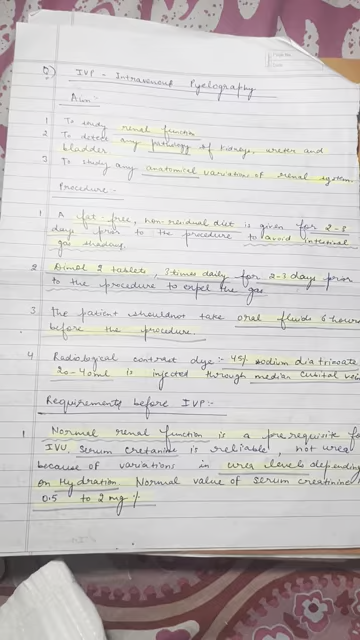 Q) IVP - Intravenous Pyelography
Aim:-
1 To study renal function
2 To detect any pathology of kidneys, ureter and
bladder
3 To study any anatomical variations of renal system
Procedure:-
1 A fat-free, non-residual diet is given for 2-3
days prior to the procedure to avoid intestinal
gas shading.
2 Dimol 2 tablets, 3 times daily for 2-3 days prior
to the procedure to expel the gas
3 The patient should not take oral fluids 6 hours
before the procedure.
4 Radiological contrast dye:- 45% sodium diatrizoate
20-40ml is injected through median cubital vein
Requirements before IVP:-
1 Normal renal function is a prerequisite fo
IVU. Serum cretanine is reliable, not urea
because of variations in urea levels depending
on Hydration. Normal value of serum creatinine
0.5 to 2 mg %